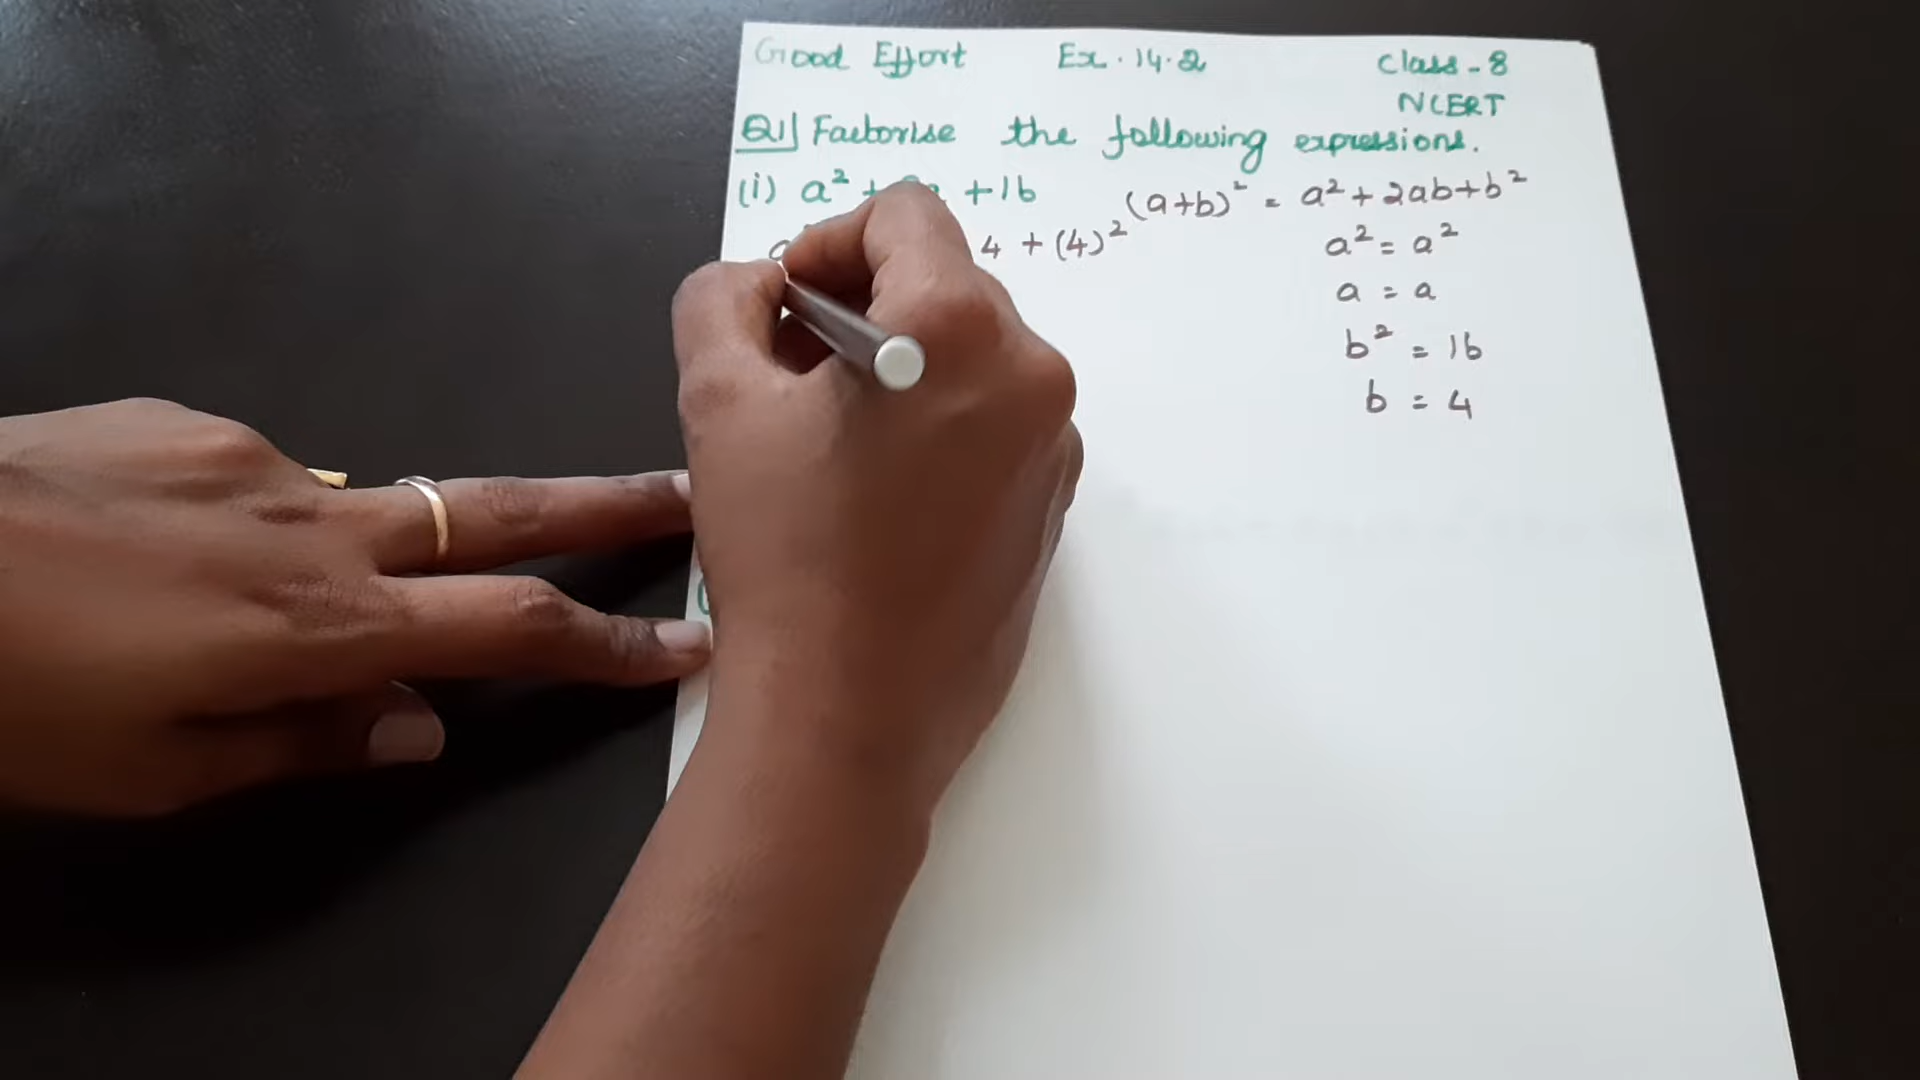 Good Effort Ex. 14.2 Class - 8
NCERT
Q1) Factorise the following expressions.
(i) a² + +16
(a+b)² = a² + 2ab + b²
4 + (4)²
a² = a²
a = a
b² = 16
b = 4